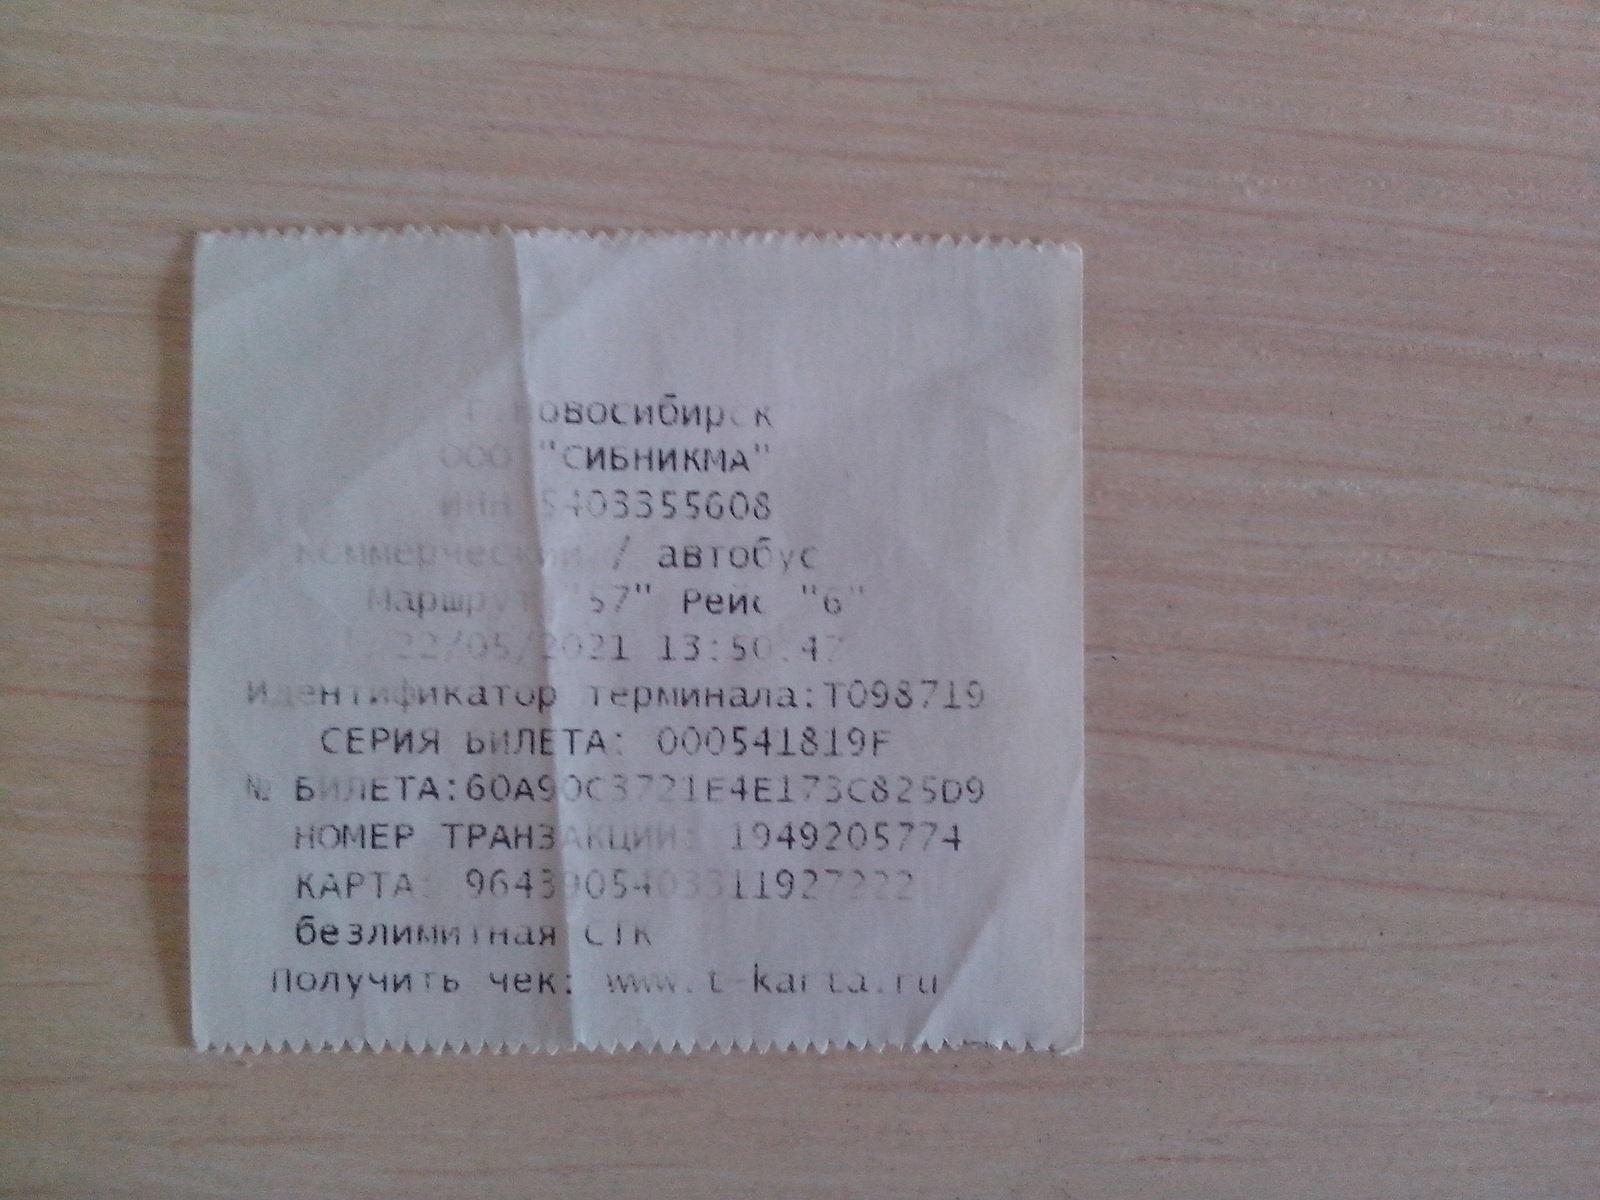 г.Новосибирск
ООО "СИБНИКМА"
ИНН 5403355608
Коммерческий / автобус
Маршрут "57" Рейс "6"
22/05/2021 13:50:47
Идентификатор терминала:T098719
СЕРИЯ БИЛЕТА: 000541819F
№ БИЛЕТА:60A90C3721E4E173C825D9
НОМЕР ТРАНЗАКЦИИ: 1949205774
КАРТА:
безлимитная СТК
Получить чек: www.t-karta.ru